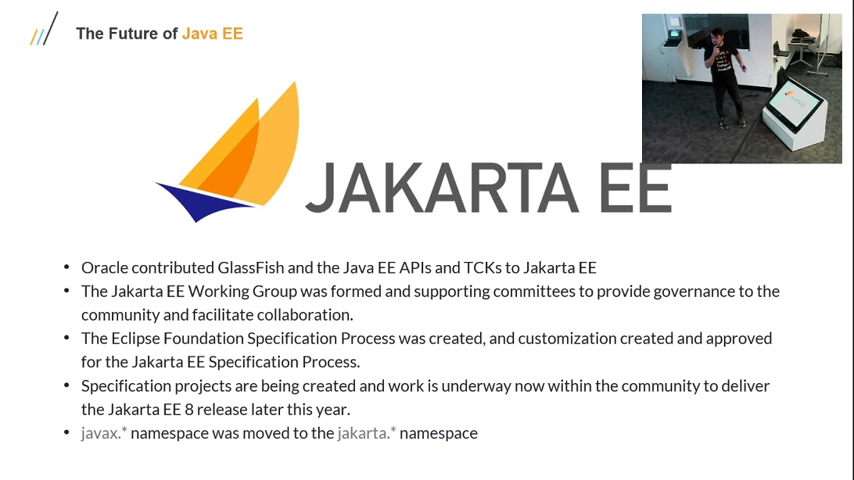 The Future of Java EE
JAKARTA EE
• Oracle contributed GlassFish and the Java EE APIs and TCKs to Jakarta EE
• The Jakarta EE Working Group was formed and supporting committees to provide governance to the
community and facilitate collaboration.
• The Eclipse Foundation Specification Process was created, and customization created and approved
for the Jakarta EE Specification Process.
• Specification projects are being created and work is underway now within the community to deliver
the Jakarta EE 8 release later this year.
• javax.* namespace was moved to the jakarta.* namespace